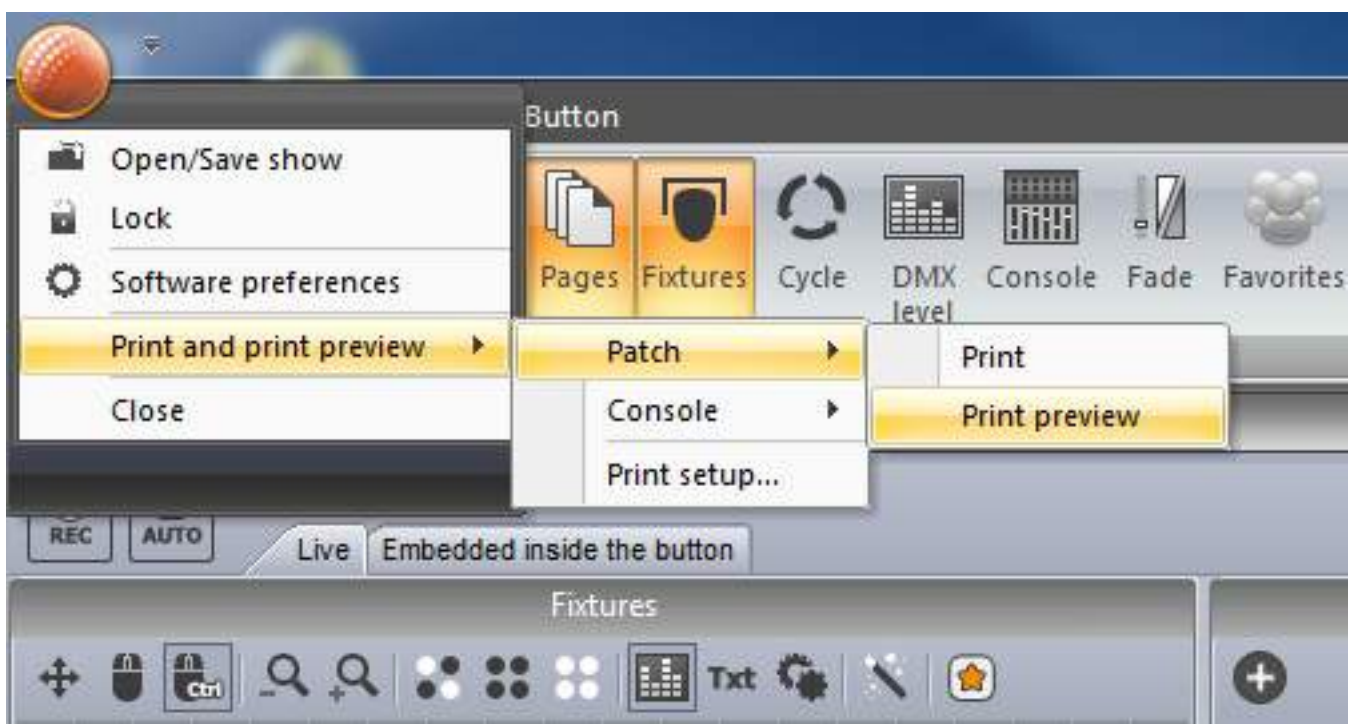 Button
Open/Save show
Lock
Software preferences
Print and print preview
Close
Pages
Fixtures
Cycle
DMX
level
Console
Fade
Favorites
Patch
Console
Print setup...
Print
Print preview
REC
AUTO
Live
Embedded inside the button
Fixtures
Ctrl
Txt